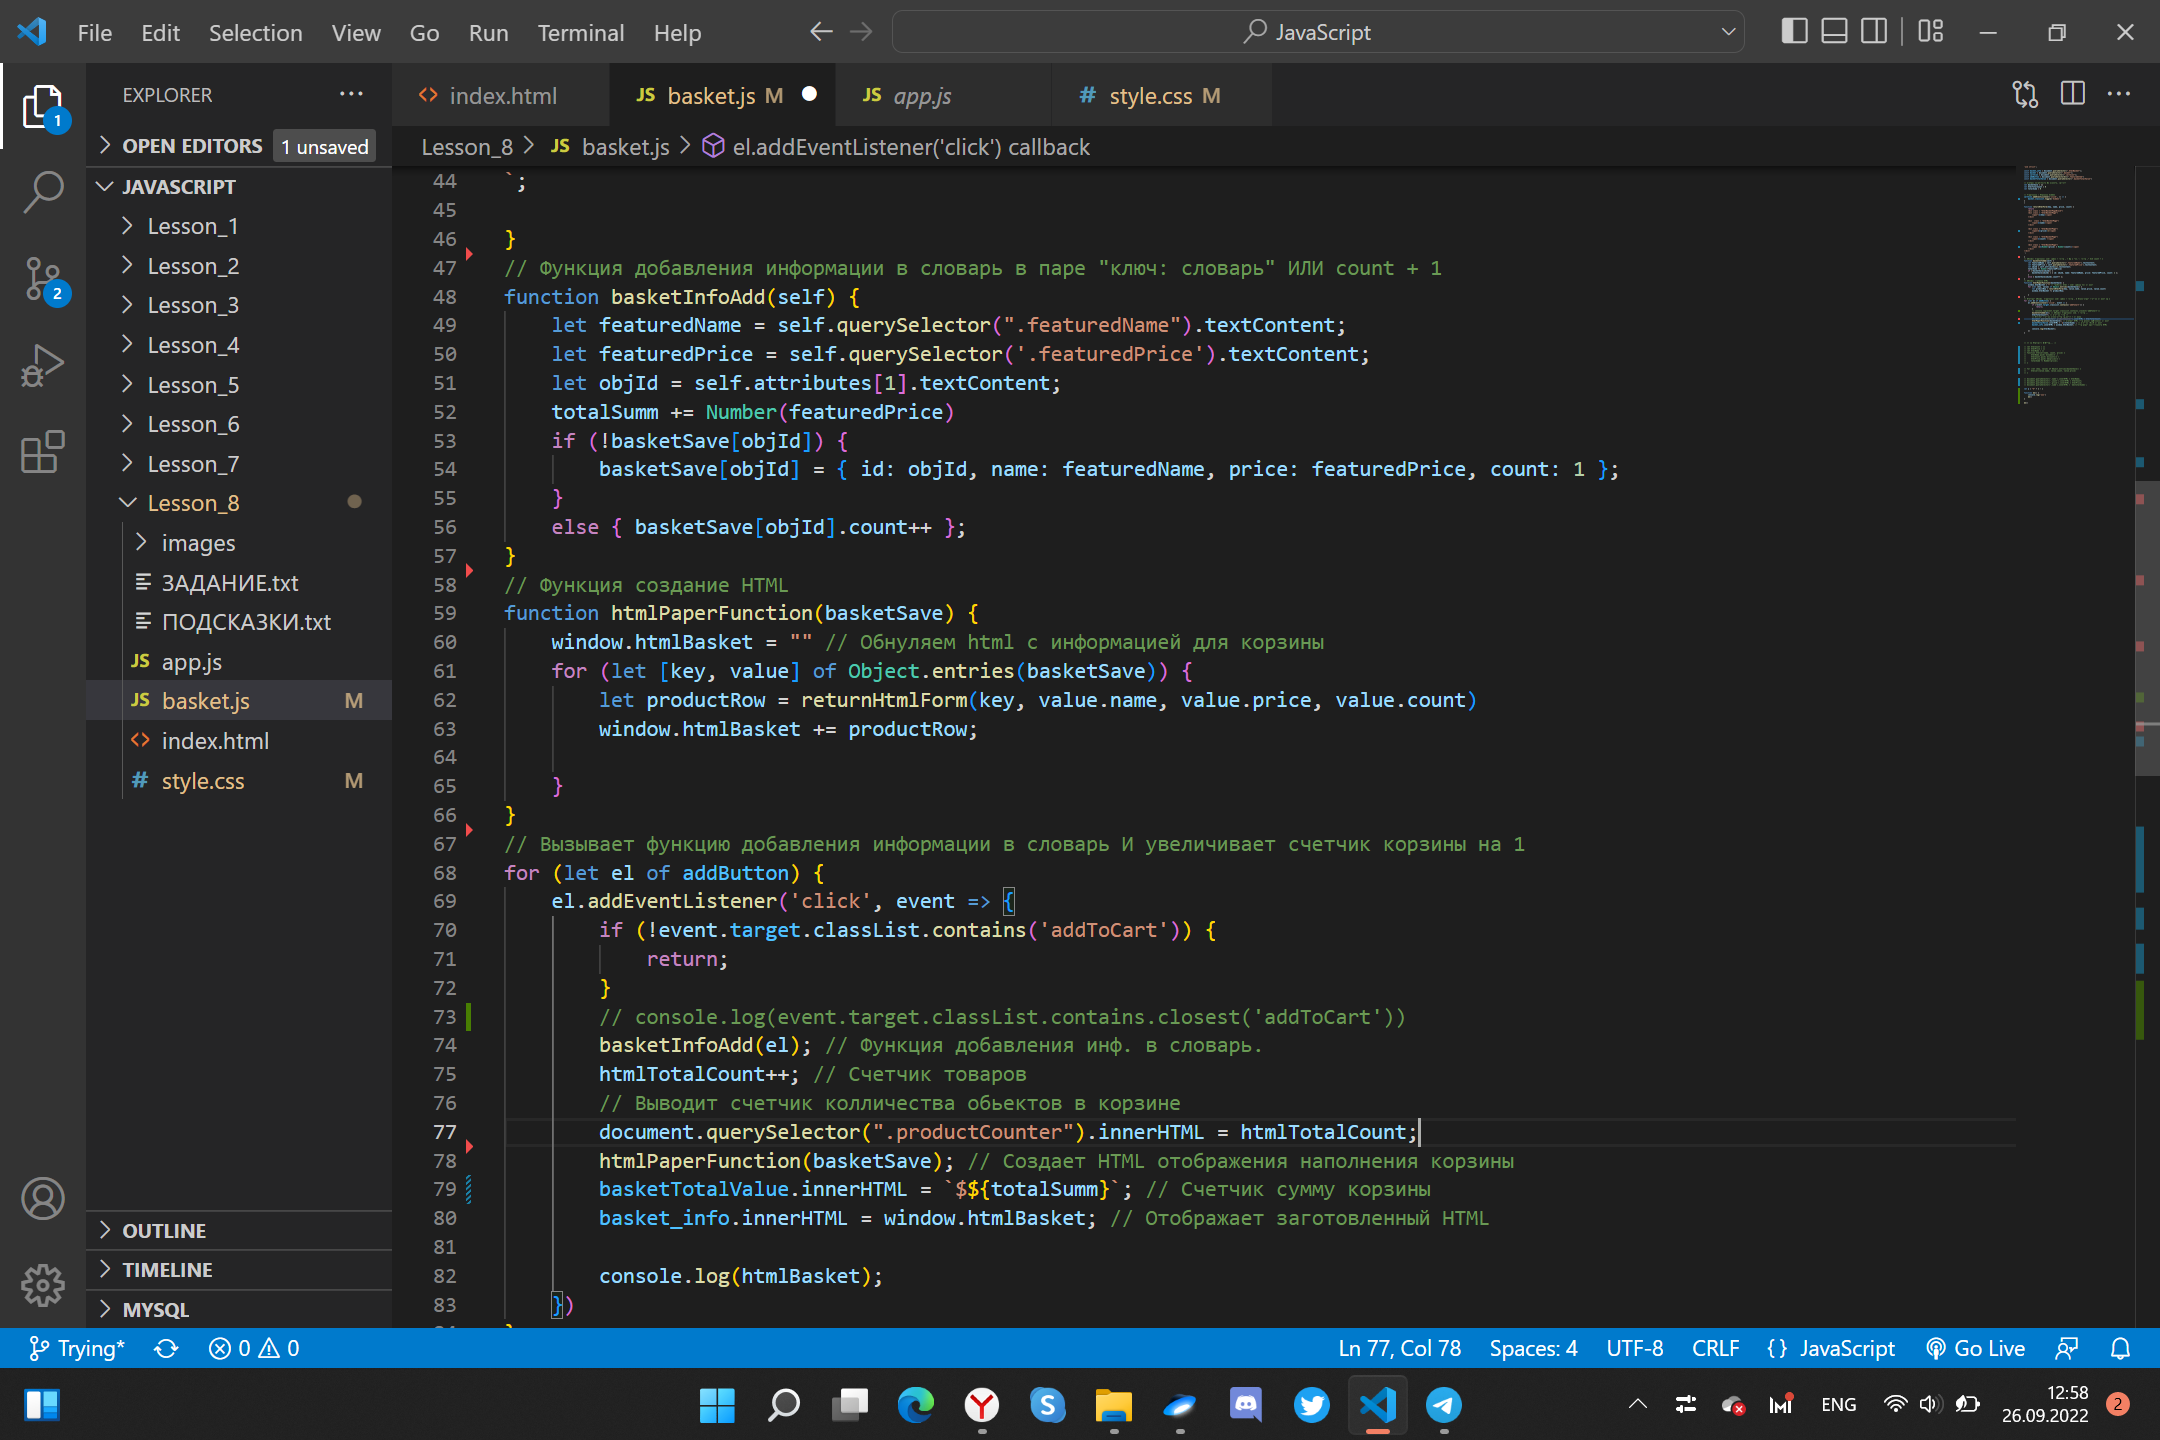 File Edit Selection View Go Run Terminal Help
JavaScript
EXPLORER
index.html
JS basket.js M
JS app.js
# style.css M
OPEN EDITORS 1 unsaved
Lesson_8 > JS basket.js > el.addEventListener('click') callback
1
2
JAVASCRIPT
Lesson_1
Lesson_2
Lesson_3
Lesson_4
Lesson_5
Lesson_6
Lesson_7
Lesson_8
images
ЗАДАНИЕ.txt
ПОДСКАЗКИ.txt
JS app.js
JS basket.js M
index.html
# style.css M
OUTLINE
TIMELINE
MYSQL
44 `;
45
46 }
47 // Функция добавления информации в словарь в паре "ключ: словарь" ИЛИ count + 1
48 function basketInfoAdd(self) {
49 let featuredName = self.querySelector(".featuredName").textContent;
50 let featuredPrice = self.querySelector('.featuredPrice').textContent;
51 let objId = self.attributes[1].textContent;
52 totalSumm += Number(featuredPrice)
53 if (!basketSave[objId]) {
54 basketSave[objId] = { id: objId, name: featuredName, price: featuredPrice, count: 1 };
55 }
56 else { basketSave[objId].count++ };
57 }
58 // Функция создание HTML
59 function htmlPaperFunction(basketSave) {
60 window.htmlBasket = "" // Обнуляем html с информацией для корзины
61 for (let [key, value] of Object.entries(basketSave)) {
62 let productRow = returnHtmlForm(key, value.name, value.price, value.count)
63 window.htmlBasket += productRow;
64
65 }
66 }
67 // Вызывает функцию добавления информации в словарь И увеличивает счетчик корзины на 1
68 for (let el of addButton) {
69 el.addEventListener('click', event => {
70 if (!event.target.classList.contains('addToCart')) {
71 return;
72 }
73 // console.log(event.target.classList.contains.closest('addToCart'))
74 basketInfoAdd(el); // Функция добавления инф. в словарь.
75 htmlTotalCount++; // Счетчик товаров
76 // Выводит счетчик колличества обьектов в корзине
77 document.querySelector(".productCounter").innerHTML = htmlTotalCount;
78 htmlPaperFunction(basketSave); // Создает HTML отображения наполнения корзины
79 basketTotalValue.innerHTML = `$${totalSumm}`; // Счетчик сумму корзины
80 basket_info.innerHTML = window.htmlBasket; // Отображает заготовленный HTML
81
82 console.log(htmlBasket);
83 })
Trying* 0 0 Ln 77, Col 78 Spaces: 4 UTF-8 CRLF {} JavaScript Go Live
ENG 12:58
26.09.2022
2